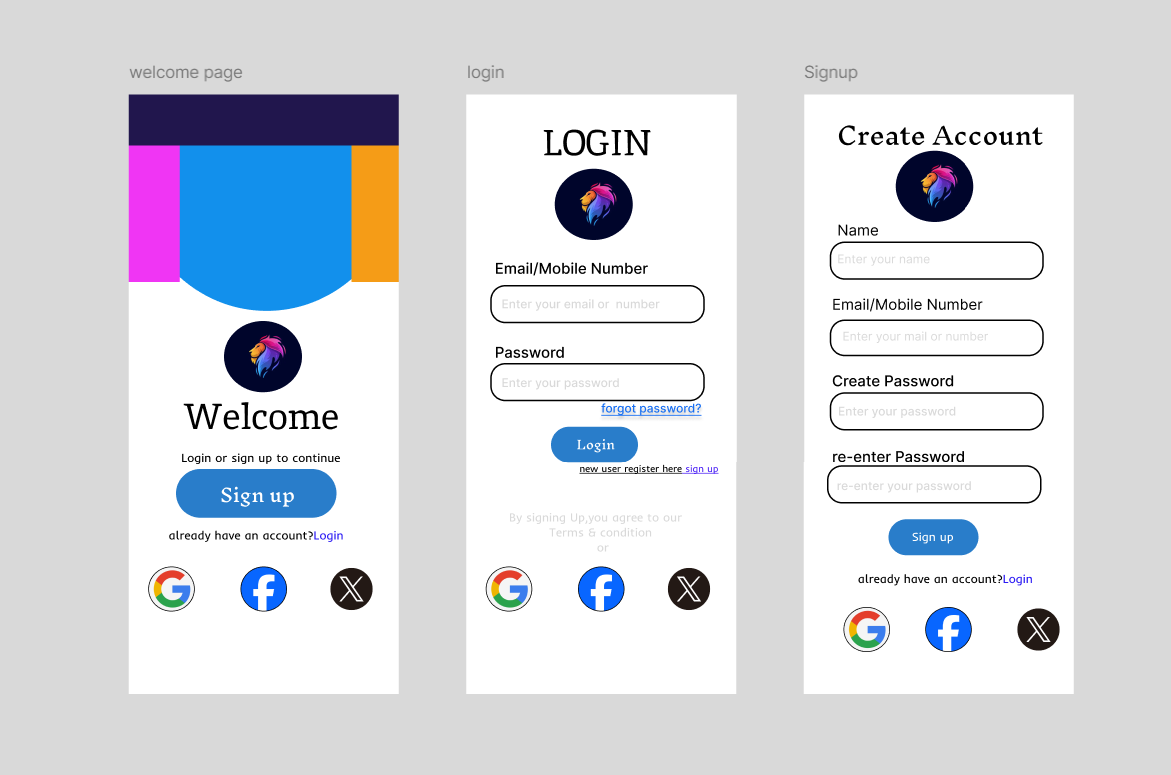 welcome page
Welcome
Login or sign up to continue
Sign up
already have an account?Login
login
LOGIN
Email/Mobile Number
Enter your email or number
Password
Enter your password
forgot password?
Login
new user register here sign up
By signing Up,you agree to our
Terms & condition
or
Signup
Create Account
Name
Enter your name
Email/Mobile Number
Enter your mail or number
Create Password
Enter your password
re-enter Password
re-enter your password
Sign up
already have an account?Login